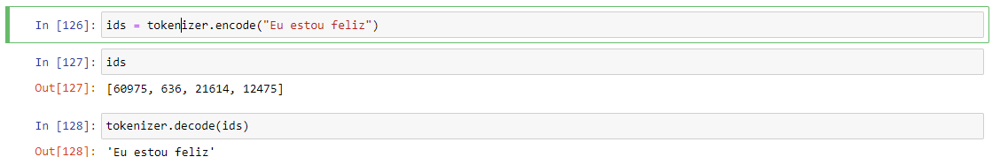 In [126]: ids = tokenizer.encode("Eu estou feliz")
In [127]: ids
Out[127]: [60975, 636, 21614, 12475]
In [128]: tokenizer.decode(ids)
Out[128]: 'Eu estou feliz'